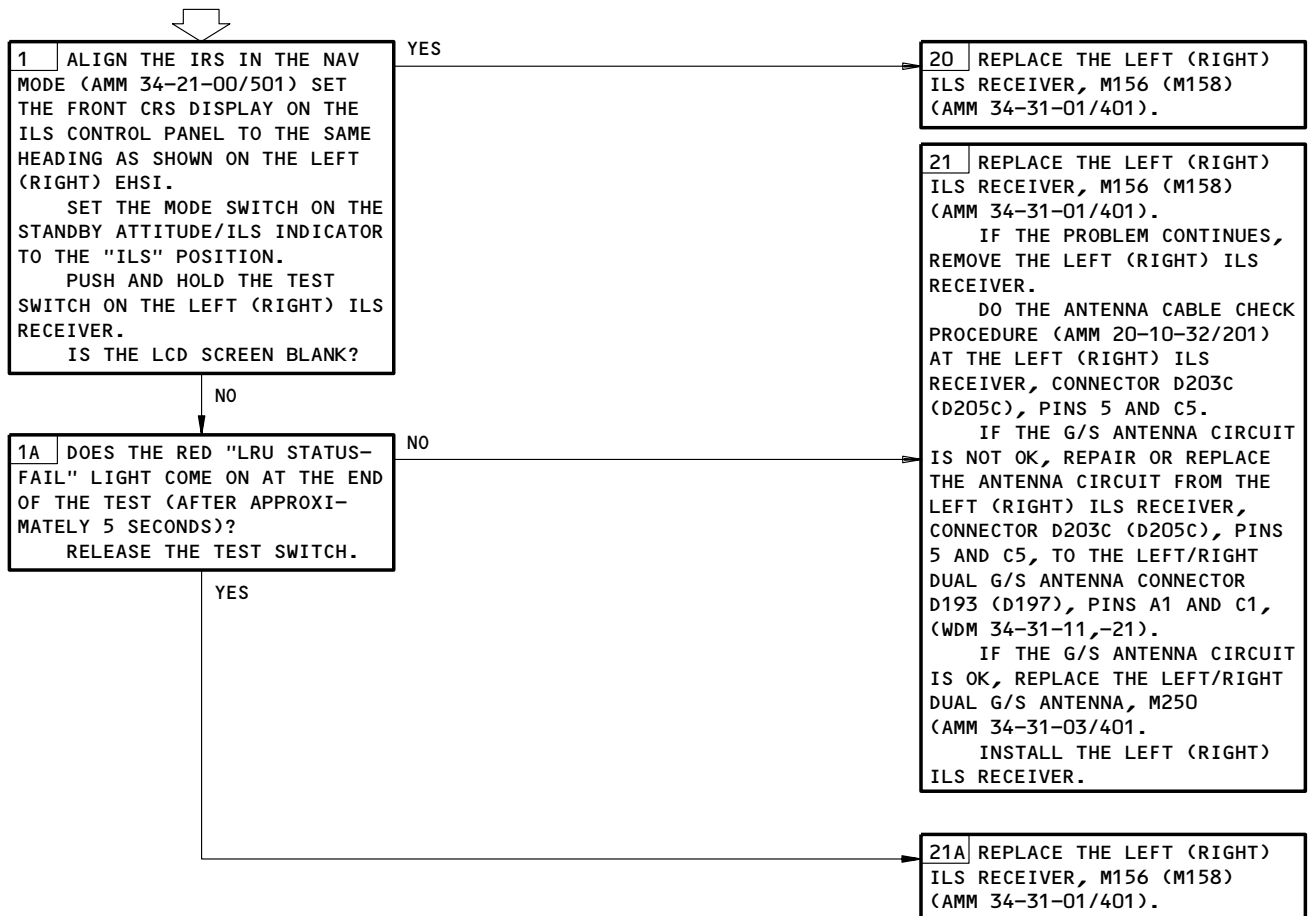 1 ALIGN THE IRS IN THE NAV
MODE (AMM 34-21-00/501) SET
THE FRONT CRS DISPLAY ON THE
ILS CONTROL PANEL TO THE SAME
HEADING AS SHOWN ON THE LEFT
(RIGHT) EHSI.
SET THE MODE SWITCH ON THE
STANDBY ATTITUDE/ILS INDICATOR
TO THE "ILS" POSITION.
PUSH AND HOLD THE TEST
SWITCH ON THE LEFT (RIGHT) ILS
RECEIVER.
IS THE LCD SCREEN BLANK?
YES
20 REPLACE THE LEFT (RIGHT)
ILS RECEIVER, M156 (M158)
(AMM 34-31-01/401).
NO
1A DOES THE RED "LRU STATUS-
FAIL" LIGHT COME ON AT THE END
OF THE TEST (AFTER APPROXI-
MATELY 5 SECONDS)?
RELEASE THE TEST SWITCH.
NO
21 REPLACE THE LEFT (RIGHT)
ILS RECEIVER, M156 (M158)
(AMM 34-31-01/401).
IF THE PROBLEM CONTINUES,
REMOVE THE LEFT (RIGHT) ILS
RECEIVER.
DO THE ANTENNA CABLE CHECK
PROCEDURE (AMM 20-10-32/201)
AT THE LEFT (RIGHT) ILS
RECEIVER, CONNECTOR D203C
(D205C), PINS 5 AND C5.
IF THE G/S ANTENNA CIRCUIT
IS NOT OK, REPAIR OR REPLACE
THE ANTENNA CIRCUIT FROM THE
LEFT (RIGHT) ILS RECEIVER,
CONNECTOR D203C (D205C), PINS
5 AND C5, TO THE LEFT/RIGHT
DUAL G/S ANTENNA CONNECTOR
D193 (D197), PINS A1 AND C1,
(WDM 34-31-11,-21).
IF THE G/S ANTENNA CIRCUIT
IS OK, REPLACE THE LEFT/RIGHT
DUAL G/S ANTENNA, M250
(AMM 34-31-03/401.
INSTALL THE LEFT (RIGHT)
ILS RECEIVER.
YES
21A REPLACE THE LEFT (RIGHT)
ILS RECEIVER, M156 (M158)
(AMM 34-31-01/401).